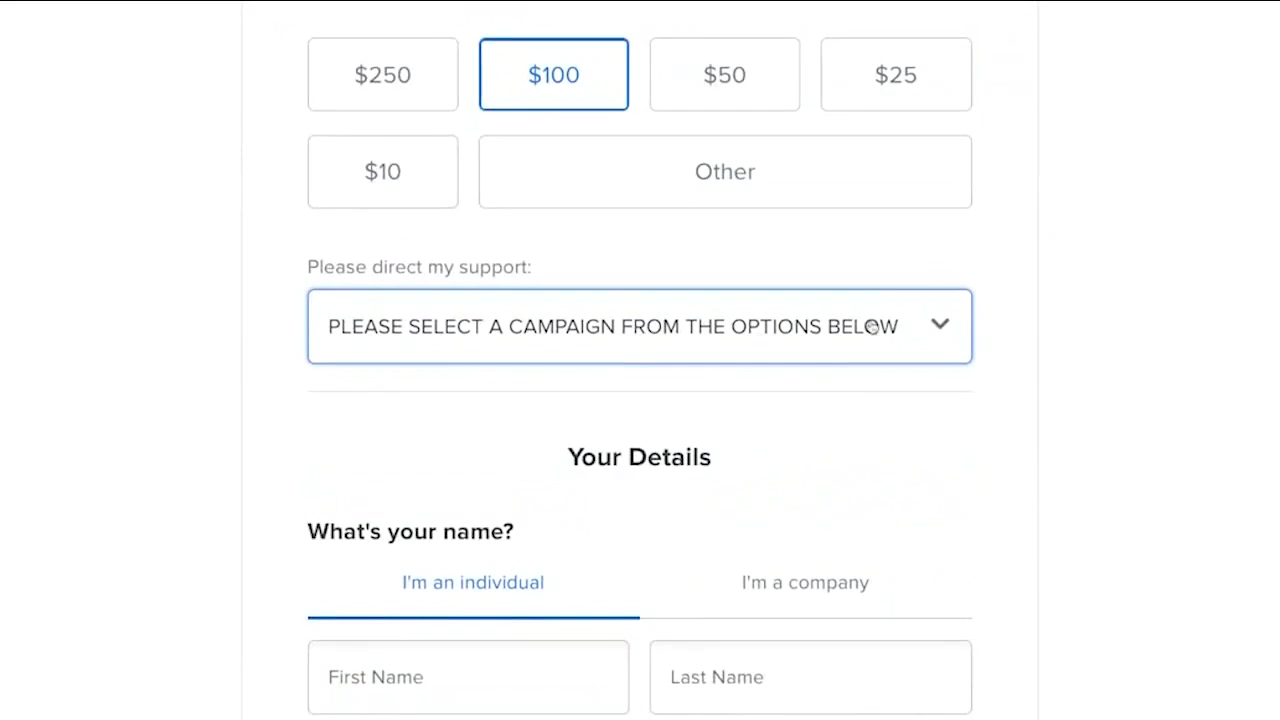 $250 $100 $50 $25
$10 Other
Please direct my support:
PLEASE SELECT A CAMPAIGN FROM THE OPTIONS BELOW
Your Details
What's your name?
I'm an individual I'm a company
First Name Last Name